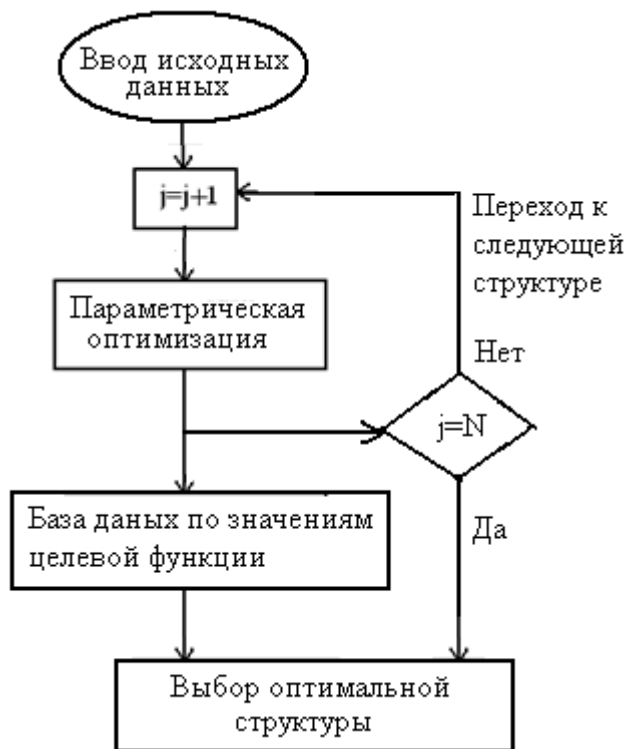 Ввод исходных
данных
j=j+1
Переход к
следующей
структуре
Параметрическая
оптимизация
Нет
j=N
База даных по значениям
целевой функции
Да
Выбор оптимальной
структуры